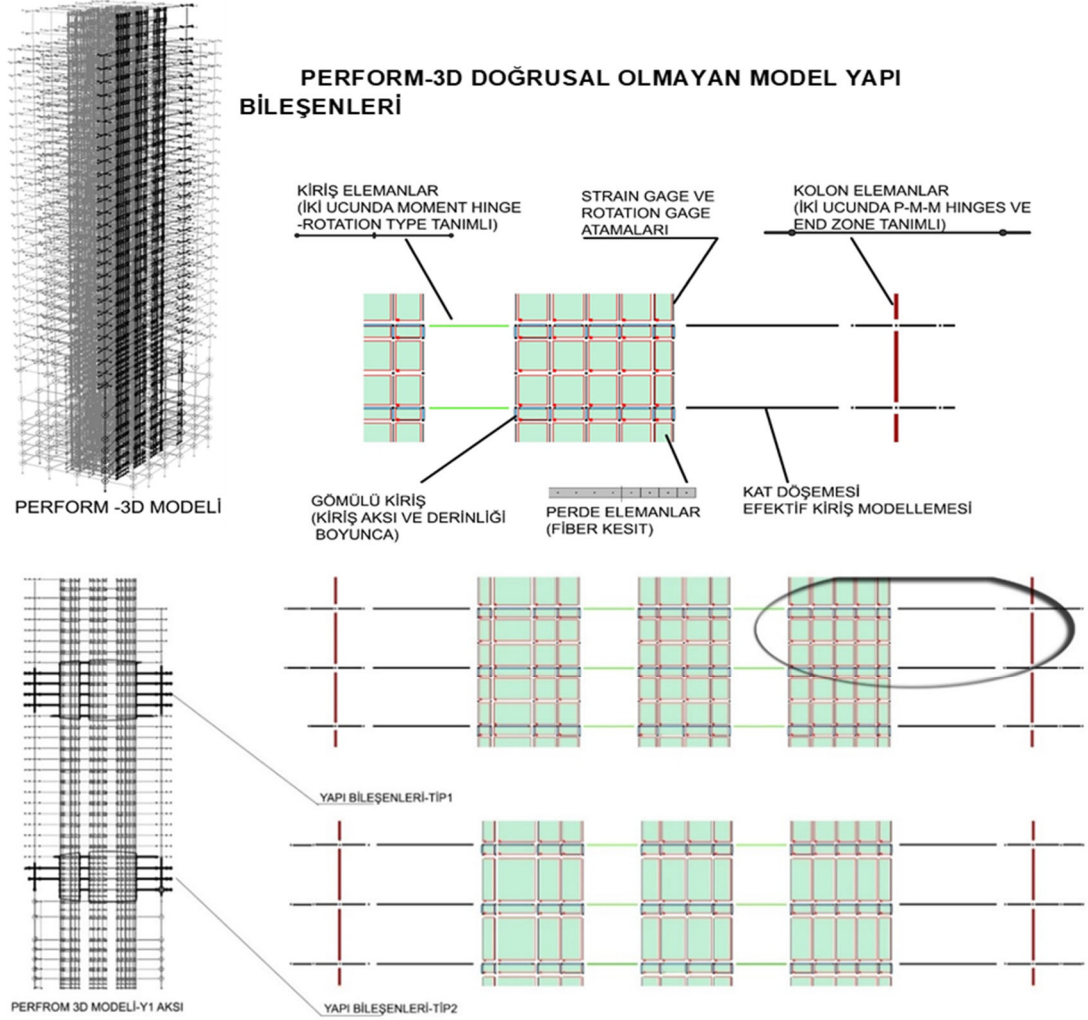 PERFORM-3D DOĞRUSAL OLMAYAN MODEL YAPI
BİLEŞENLERİ
KİRİŞ ELEMANLAR
(İKİ UCUNDA MOMENT HINGE
-ROTATION TYPE TANIMLI)
STRAIN GAGE VE
ROTATION GAGE
ATAMALARI
KOLON ELEMANLAR
(İKİ UCUNDA P-M-M HINGES VE
END ZONE TANIMLI)
PERFORM -3D MODELİ
GÖMÜLÜ KİRİŞ
(KİRİŞ AKSI VE DERİNLİĞİ
BOYUNCA)
PERDE ELEMANLAR
(FİBER KESIT)
KAT DÖŞEMESİ
EFEKTİF KİRİŞ MODELLEMESİ
YAPI BİLEŞENLERİ-TİP1
PERFROM 3D MODELİ-Y1 AKSI
YAPI BİLEŞENLERİ-TİP2